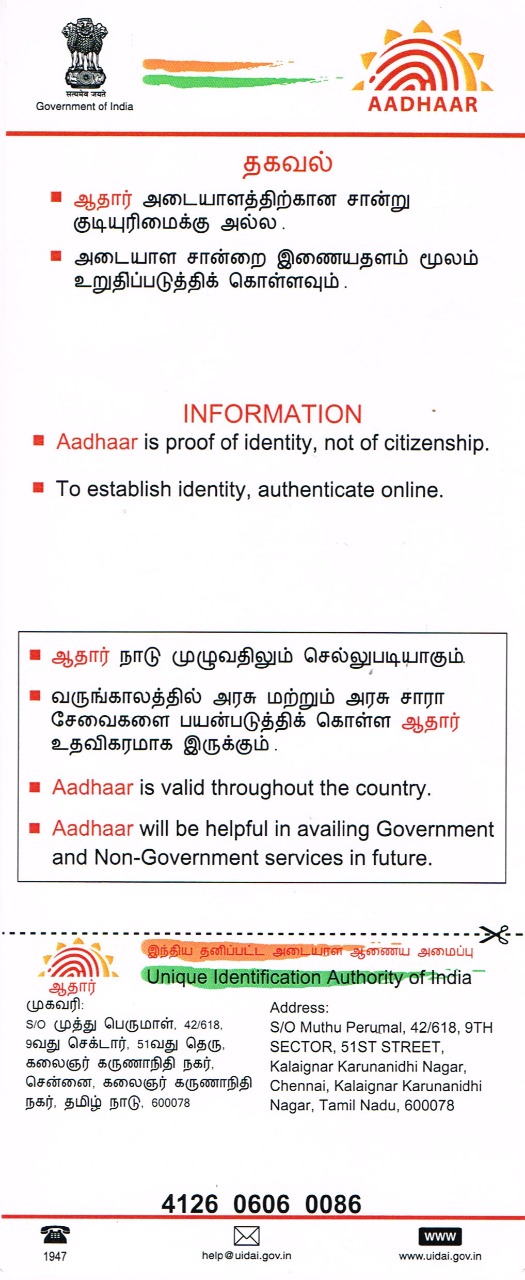 सत्यमेव जयते
Government of India
AADHAAR
தகவல்
ஆதார் அடையாளத்திற்கான சான்று
குடியுரிமைக்கு அல்ல .
அடையாள சான்றை இணையதளம் மூலம்
உறுதிப்படுத்திக் கொள்ளவும் .
INFORMATION
Aadhaar is proof of identity, not of citizenship.
To establish identity, authenticate online.
ஆதார் நாடு முழுவதிலும் செல்லுபடியாகும்.
வருங்காலத்தில் அரசு மற்றும் அரசு சாரா
சேவைகளை பயன்படுத்திக் கொள்ள ஆதார்
உதவிகரமாக இருக்கும் .
Aadhaar is valid throughout the country.
Aadhaar will be helpful in availing Government
and Non-Government services in future.
இந்திய தனிப்பட்ட அடையாள ஆணைய அமைப்பு
Unique Identification Authority of India
ஆதார்
முகவரி:
S/O முத்து பெருமாள், 42/618,
9வது செக்டார், 51வது தெரு,
கலைஞர் கருணாநிதி நகர்,
சென்னை, கலைஞர் கருணாநிதி
நகர், தமிழ் நாடு, 600078
Address:
S/O Muthu Perumal, 42/618, 9TH
SECTOR, 51ST STREET,
Kalaignar Karunanidhi Nagar,
Chennai, Kalaignar Karunanidhi
Nagar, Tamil Nadu, 600078
4126 0606 0086
1947
help@uidai.gov.in
www
www.uidai.gov.in